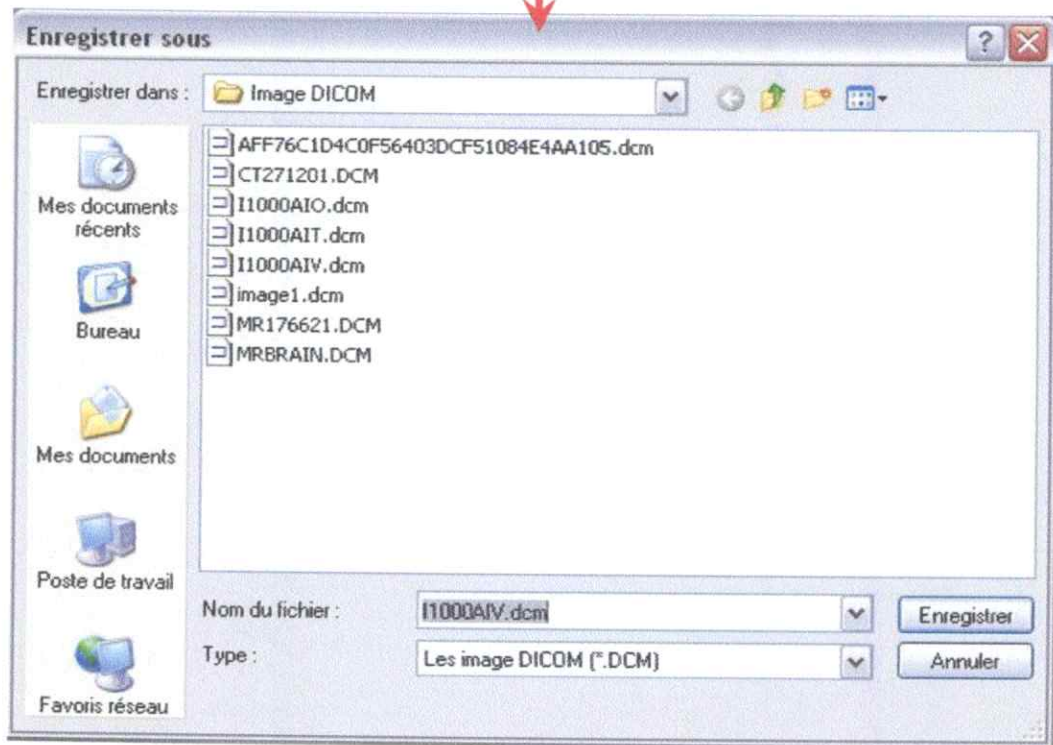 Enregistrer sous
Enregistrer dans :
Image DICOM
Mes documents
récents
Bureau
Mes documents
Poste de travail
Favoris réseau
AFF76C1D4C0F56403DCF51084E4AA105.dcm
CT271201.DCM
I1000AIO.dcm
I1000AIT.dcm
I1000AIV.dcm
image1.dcm
MR176621.DCM
MRBRAIN.DCM
Nom du fichier :
I1000AIV.dcm
Enregistrer
Type :
Les image DICOM (*.DCM)
Annuler